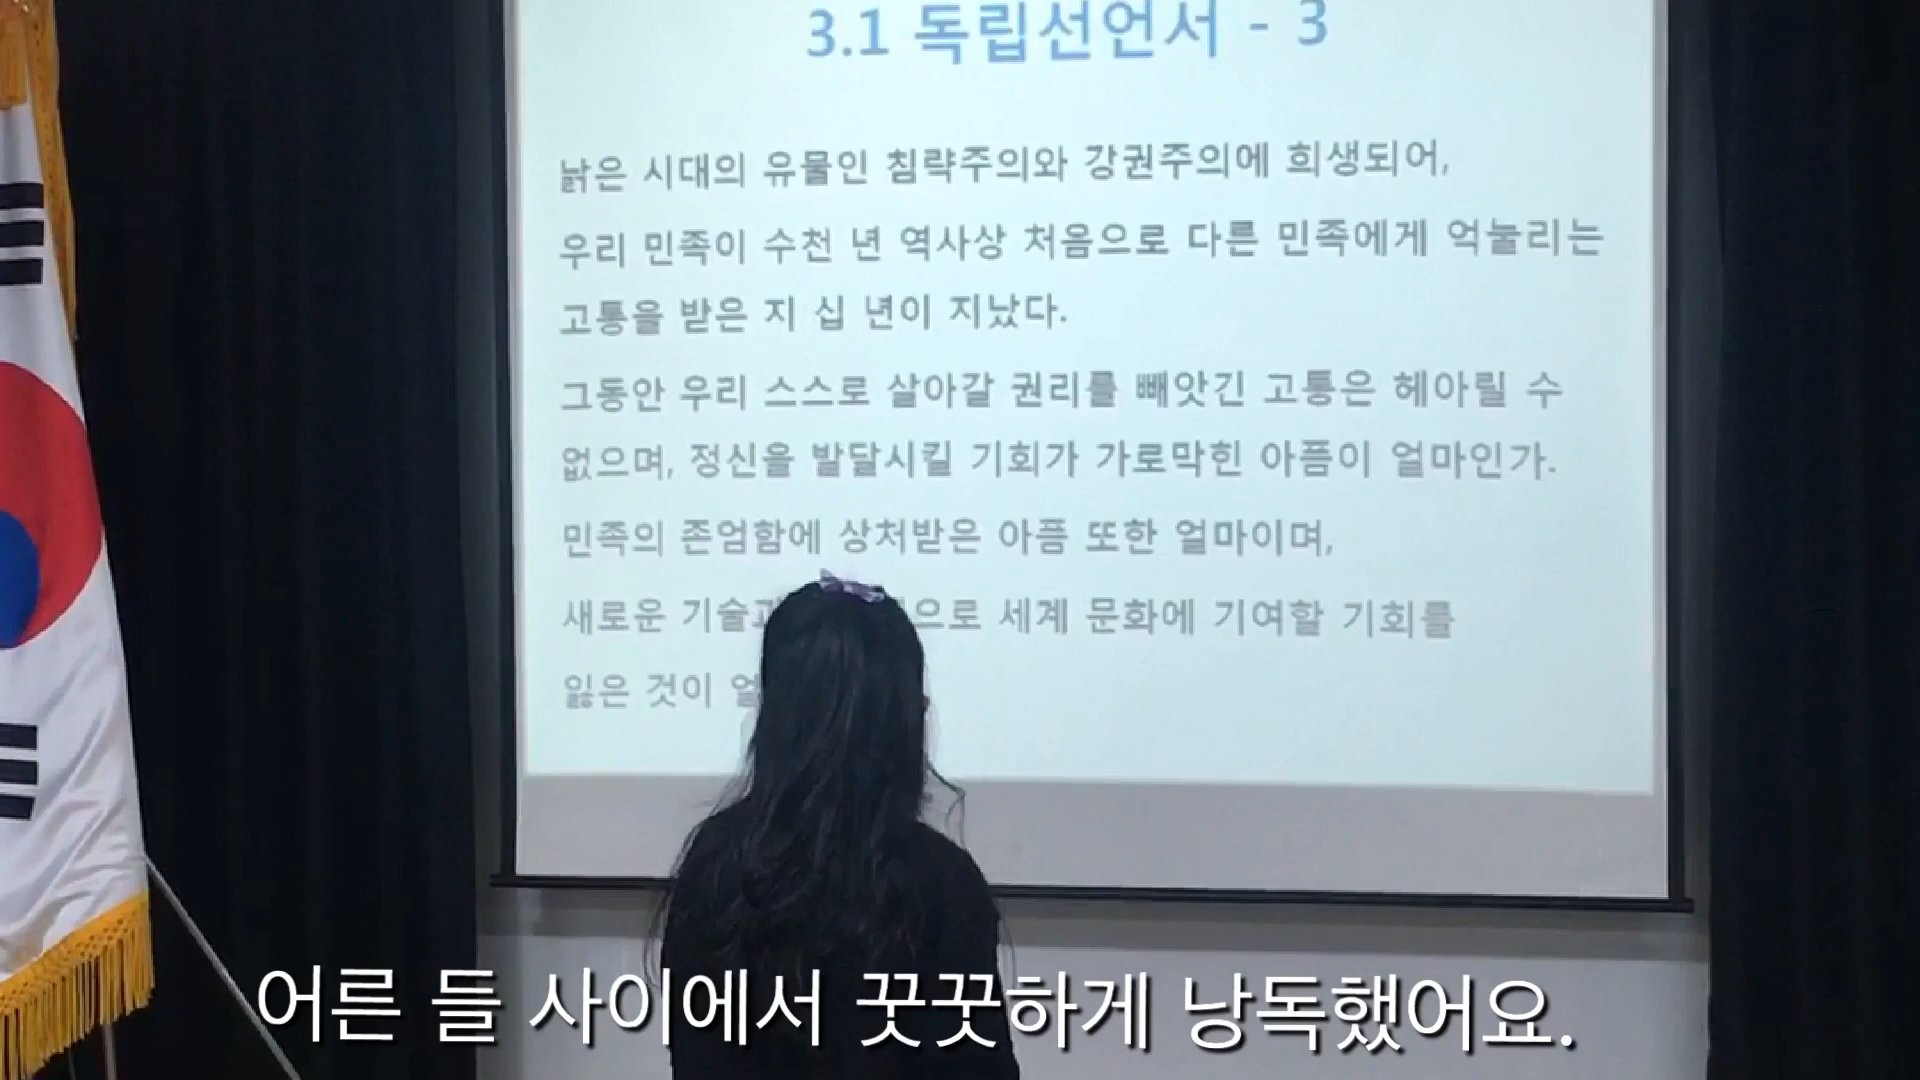 3.1 독립선언서 - 3
낡은 시대의 유물인 침략주의와 강권주의에 희생되어,
우리 민족이 수천 년 역사상 처음으로 다른 민족에게 억눌리는
고통을 받은 지 십 년이 지났다.
그동안 우리 스스로 살아갈 권리를 빼앗긴 고통은 헤아릴 수
없으며, 정신을 발달시킬 기회가 가로막힌 아픔이 얼마인가.
민족의 존엄함에 상처받은 아픔 또한 얼마이며,
새로운 세계 문화에 기여할 기회를
잃은 것이
어른 들 사이에서 꿋꿋하게 낭독했어요.